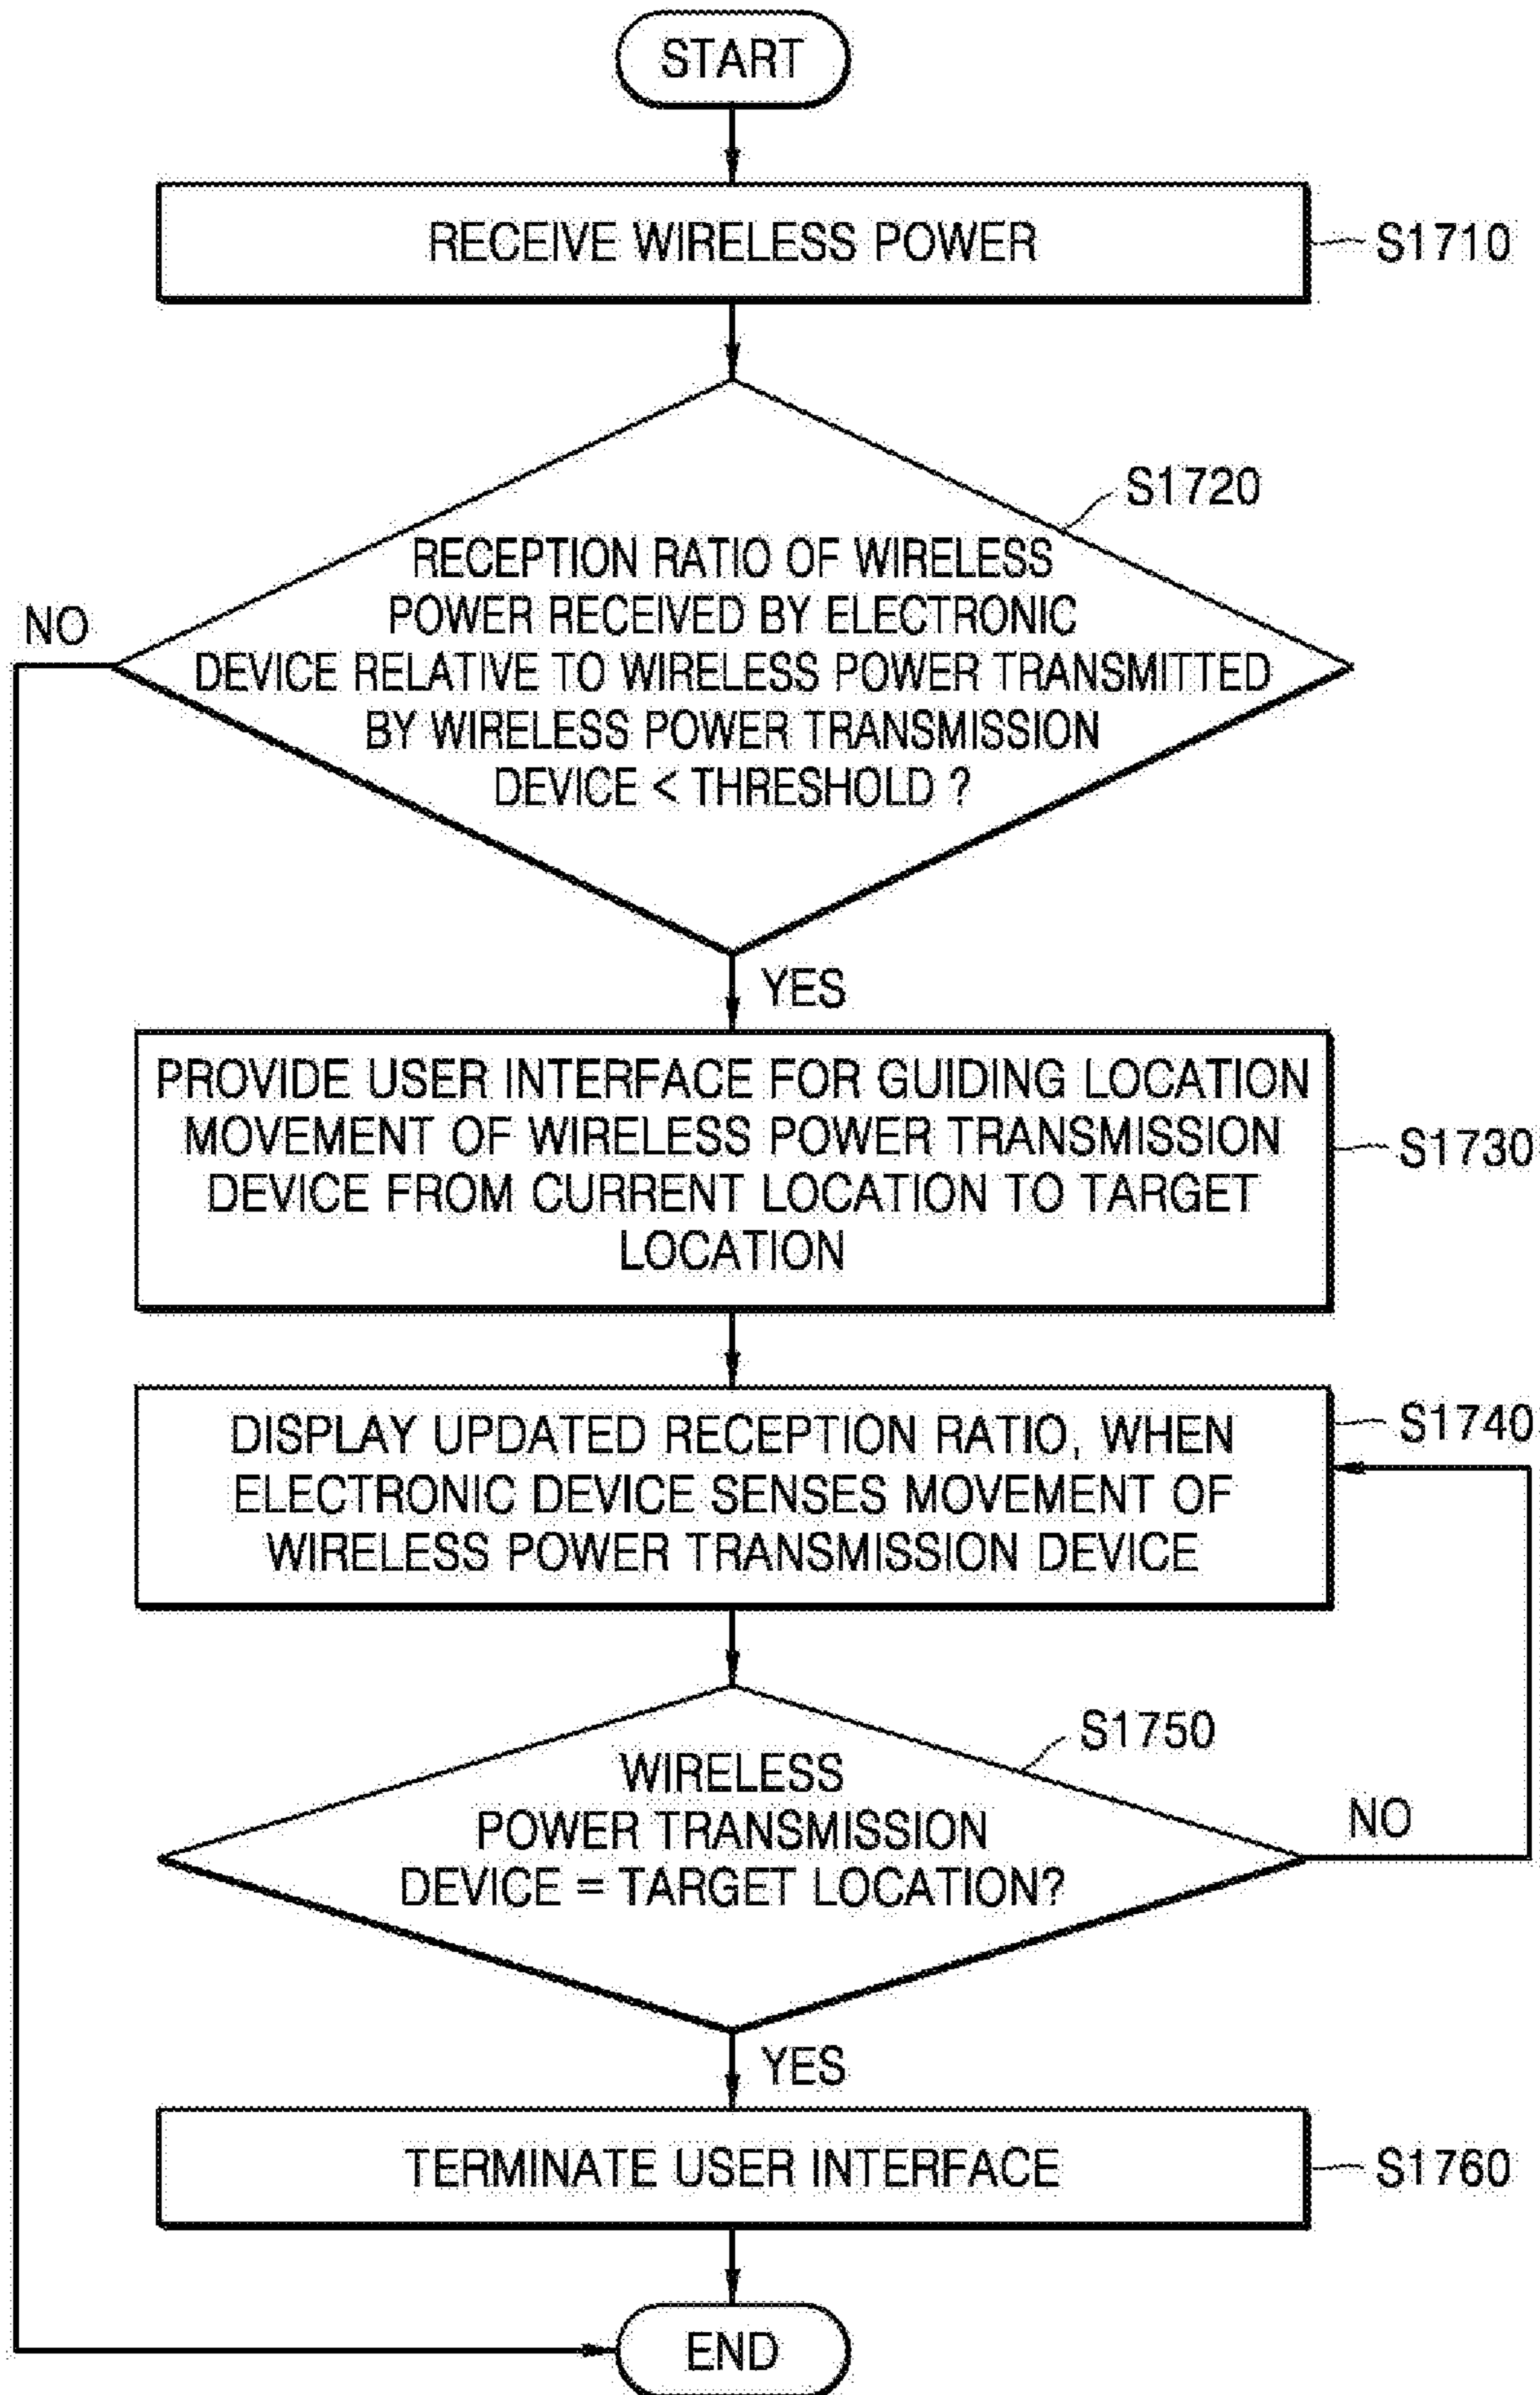 START
RECEIVE WIRELESS POWER
S1710
S1720
RECEPTION RATIO OF WIRELESS
POWER RECEIVED BY ELECTRONIC
DEVICE RELATIVE TO WIRELESS POWER TRANSMITTED
BY WIRELESS POWER TRANSMISSION
DEVICE < THRESHOLD ?
NO
YES
PROVIDE USER INTERFACE FOR GUIDING LOCATION
MOVEMENT OF WIRELESS POWER TRANSMISSION
DEVICE FROM CURRENT LOCATION TO TARGET
LOCATION
S1730
DISPLAY UPDATED RECEPTION RATIO, WHEN
ELECTRONIC DEVICE SENSES MOVEMENT OF
WIRELESS POWER TRANSMISSION DEVICE
S1740
S1750
WIRELESS
POWER TRANSMISSION
DEVICE = TARGET LOCATION?
NO
YES
TERMINATE USER INTERFACE
S1760
END